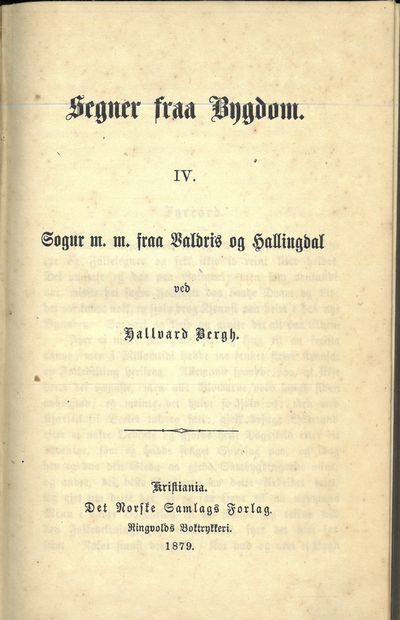 Segner fraa Bygdom.
IV.
Sogur m. m. fraa Valdris og Hallingdal
ved
Hallvard Bergh.
Kristiania.
Det Norske Samlags Forlag.
Ringvolds Boktrykkeri.
1879.